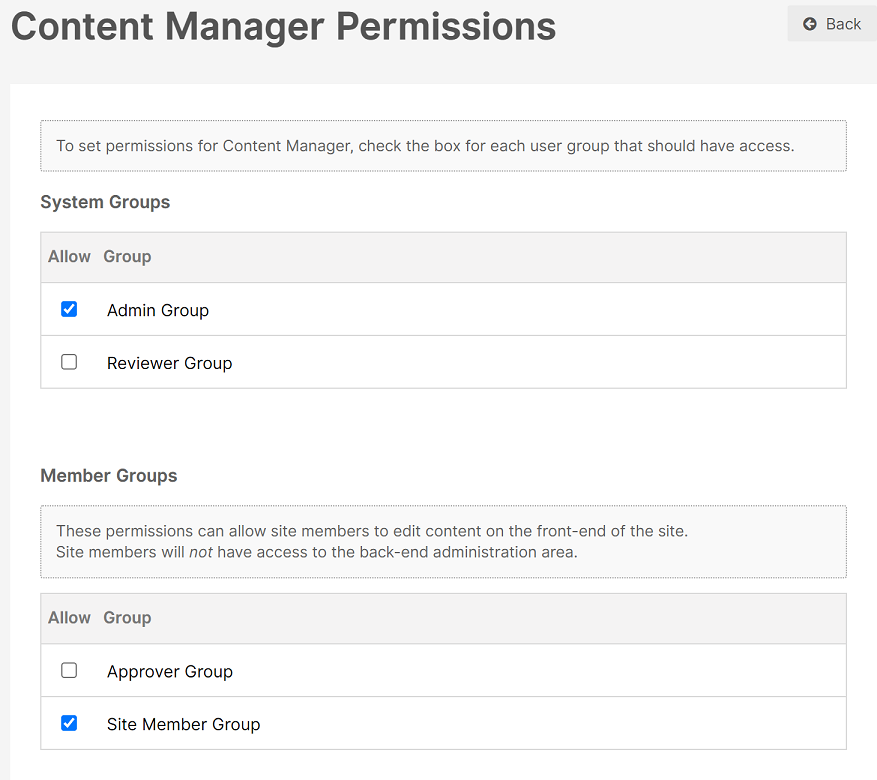 Content Manager Permissions
Back
To set permissions for Content Manager, check the box for each user group that should have access.
System Groups
Allow Group
Admin Group
Reviewer Group
Member Groups
These permissions can allow site members to edit content on the front-end of the site.
Site members will not have access to the back-end administration area.
Allow Group
Approver Group
Site Member Group